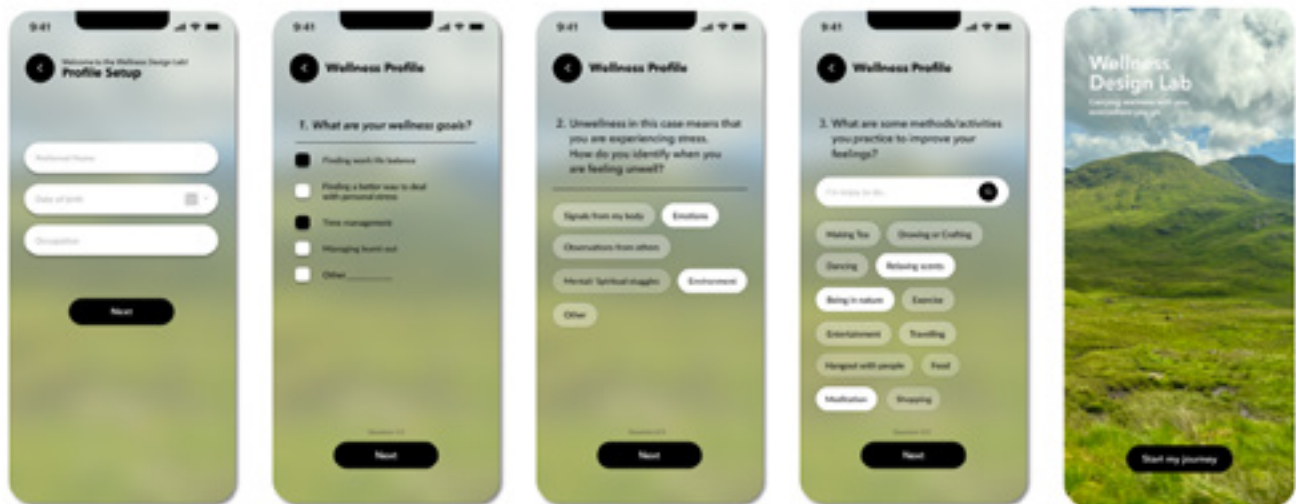 9:41
Welcome to the Wellness Design Lab!
Profile Setup
Preferred Name
Date of birth
Occupation
Next
9:41
Wellness Profile
1. What are your wellness goals?
Finding work life balance
Finding a better way to deal
with personal stress
Time management
Managing burnt out
Other
Next
9:41
Wellness Profile
2. Unwellness in this case means that
you are experiencing stress.
How do you identify when you
are feeling unwell?
Signals from my body
Emotions
Observations from others
Mental/ Spiritual stuggles
Environment
Other
Next
9:41
Wellness Profile
3. What are some methods/activities
you practice to improve your
feelings?
I'm enjoy to do...
Making Tea
Drawing or Crafting
Dancing
Relaxing scents
Being in nature
Exercise
Entertainment
Travelling
Hangout with people
Food
Meditation
Shopping
Next
Wellness
Design Lab
Start my journey